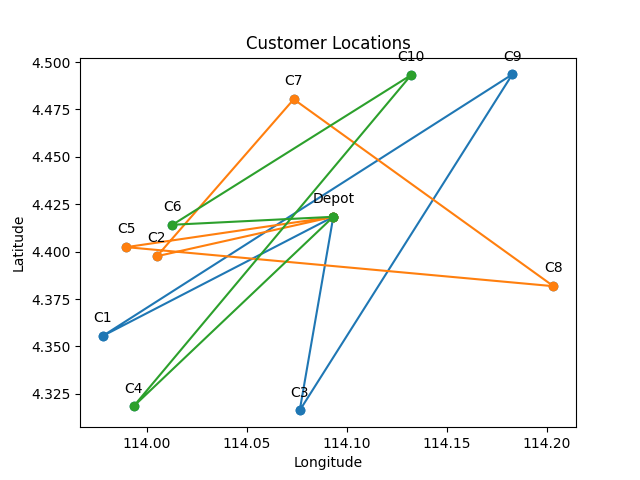 Customer Locations
4.500
4.475
4.450
4.425
4.400
4.375
4.350
4.325
Latitude
C10
C9
C7
Depot
C6
C5
C2
C8
C1
C4
C3
114.00
114.05
114.10
114.15
114.20
Longitude